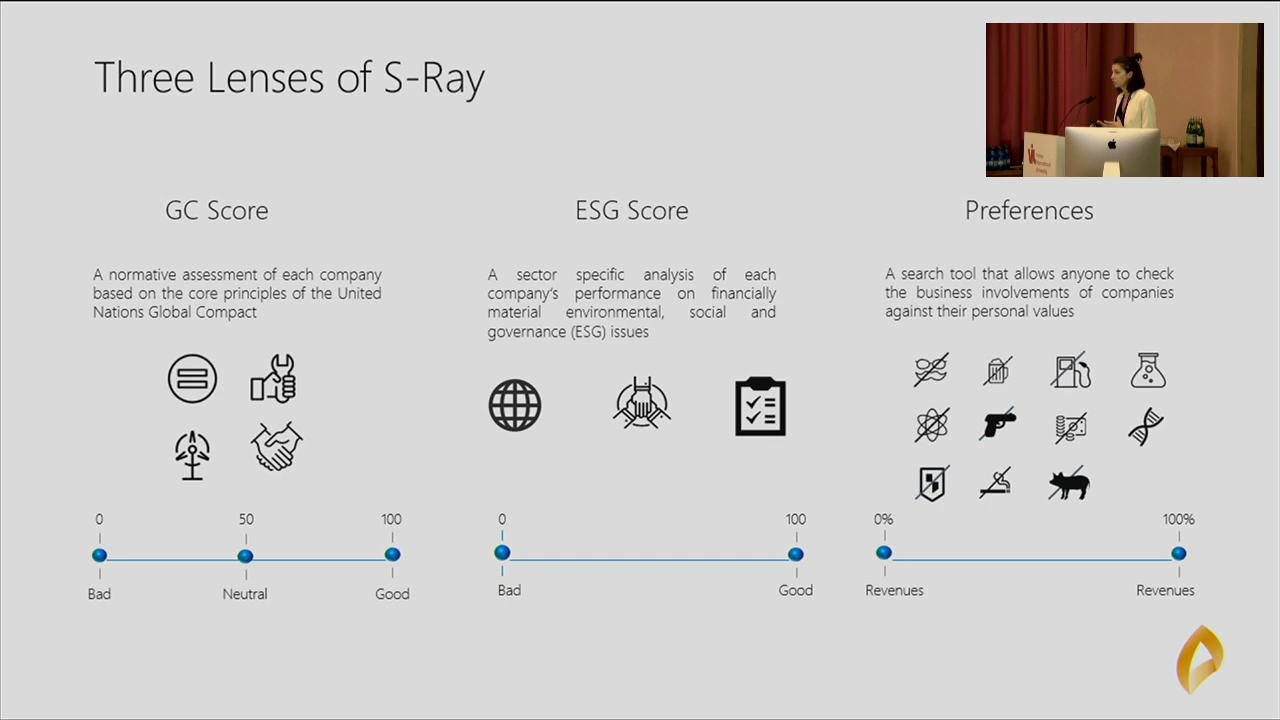 Three Lenses of S-Ray
GC Score
A normative assessment of each company
based on the core principles of the United
Nations Global Compact
0
50
100
Bad
Neutral
Good
ESG Score
A sector specific analysis of each
company's performance on financially
material environmental, social and
governance (ESG) issues
0
100
Bad
Good
Preferences
A search tool that allows anyone to check
the business involvements of companies
against their personal values
0%
100%
Revenues
Revenues